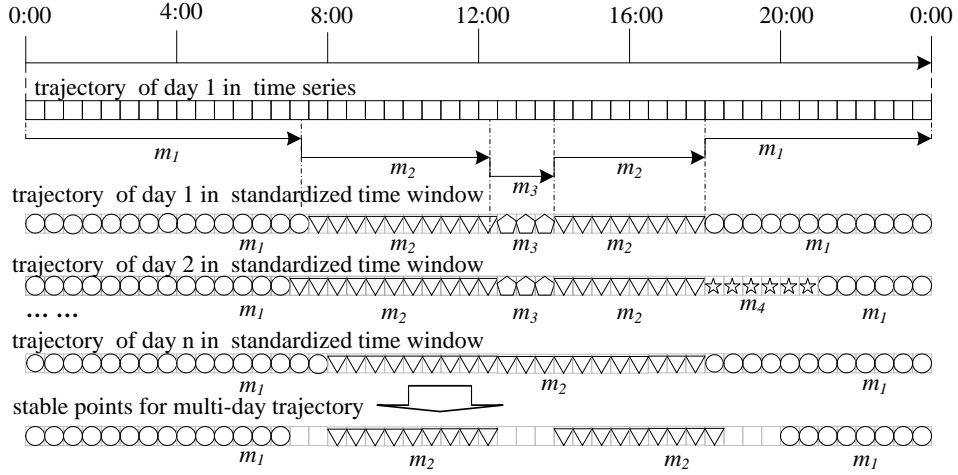 0:00 4:00 8:00 12:00 16:00 20:00 0:00
trajectory of day 1 in time series
m1 m2 m3 m2 m1
trajectory of day 1 in standardized time window
m1 m2 m3 m2 m1
trajectory of day 2 in standardized time window
m1 m2 m3 m2 m4 m1
... ...
trajectory of day n in standardized time window
m1 m2 m1
stable points for multi-day trajectory
m1 m2 m2 m1